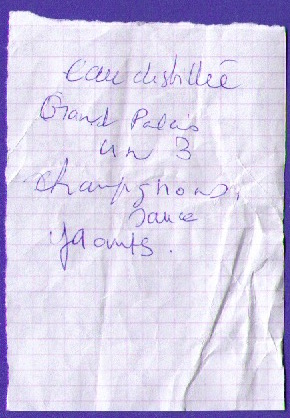 Eau distillée
Grand Palais
un 3
champignons,
sauce
yaourts.